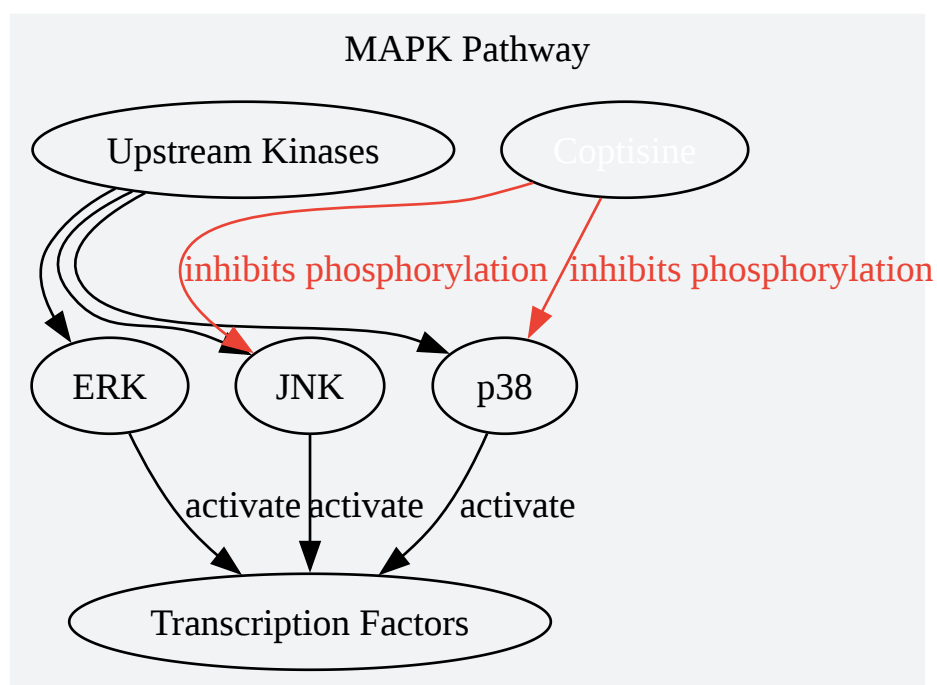 MAPK Pathway
Upstream Kinases
Coptisine
inhibits phosphorylation
inhibits phosphorylation
ERK
JNK
p38
activate
activate
activate
Transcription Factors